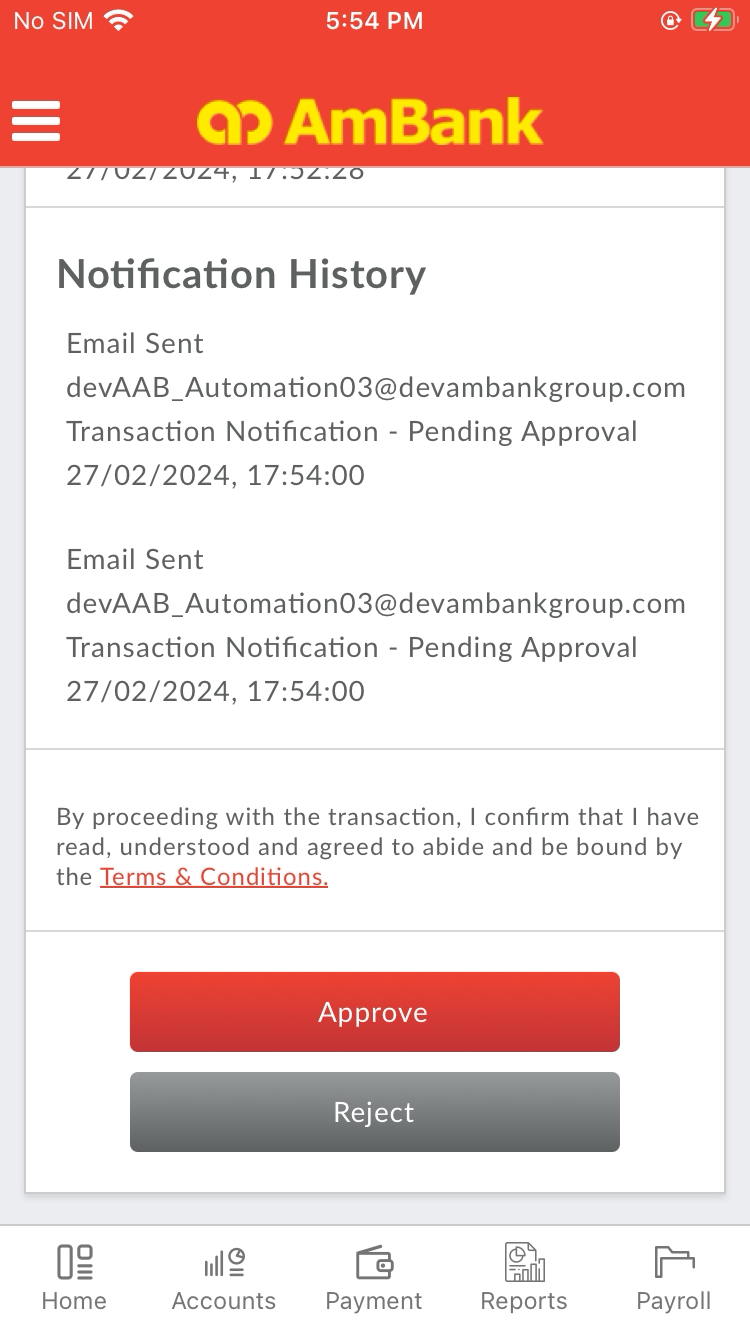 No SIM 5:54 PM
AmBank
27/02/2024, 17:52:28
Notification History
Email Sent
devAAB_Automation03@devambankgroup.com
Transaction Notification - Pending Approval
27/02/2024, 17:54:00
Email Sent
devAAB_Automation03@devambankgroup.com
Transaction Notification - Pending Approval
27/02/2024, 17:54:00
By proceeding with the transaction, I confirm that I have
read, understood and agreed to abide and be bound by
the Terms & Conditions.
Approve
Reject
Home Accounts Payment Reports Payroll